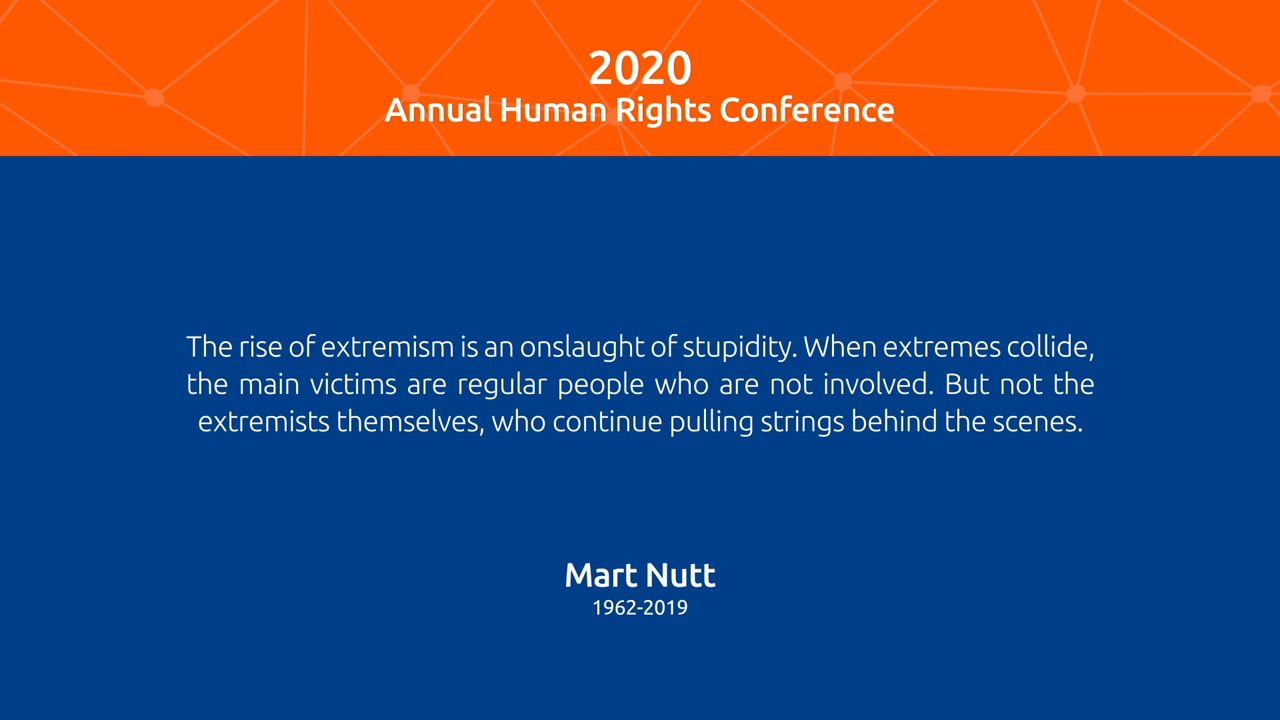 2020
Annual Human Rights Conference
The rise of extremism is an onslaught of stupidity. When extremes collide,
the main victims are regular people who are not involved. But not the
extremists themselves, who continue pulling strings behind the scenes.
Mart Nutt
1962-2019